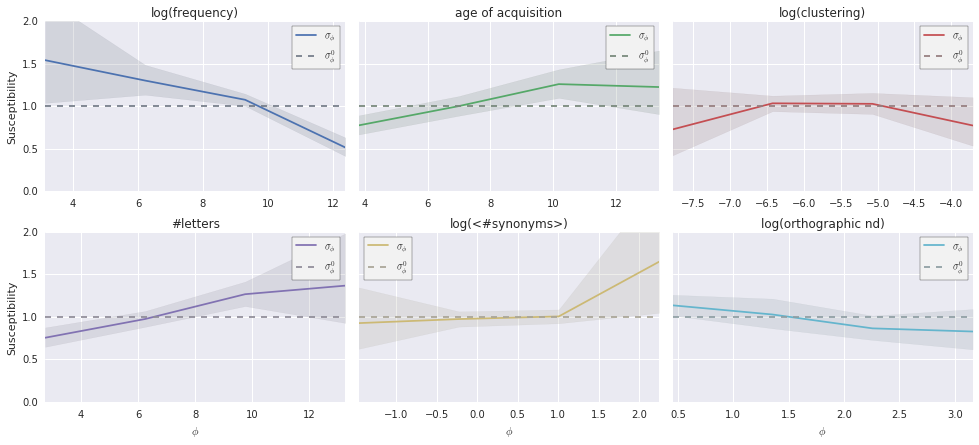 log(frequency)
age of acquisition
log(clustering)
Susceptibility
2.0
1.5
1.0
0.5
0.0
σϕ
σϕ⁰
σϕ
σϕ⁰
σϕ
σϕ⁰
4 6 8 10 12
4 6 8 10 12
−7.5 −7.0 −6.5 −6.0 −5.5 −5.0 −4.5 −4.0
#letters
log(<#synonyms>)
log(orthographic nd)
Susceptibility
2.0
1.5
1.0
0.5
0.0
σϕ
σϕ⁰
σϕ
σϕ⁰
σϕ
σϕ⁰
4 6 8 10 12
−1.0 −0.5 0.0 0.5 1.0 1.5 2.0
0.5 1.0 1.5 2.0 2.5 3.0
ϕ
ϕ
ϕ